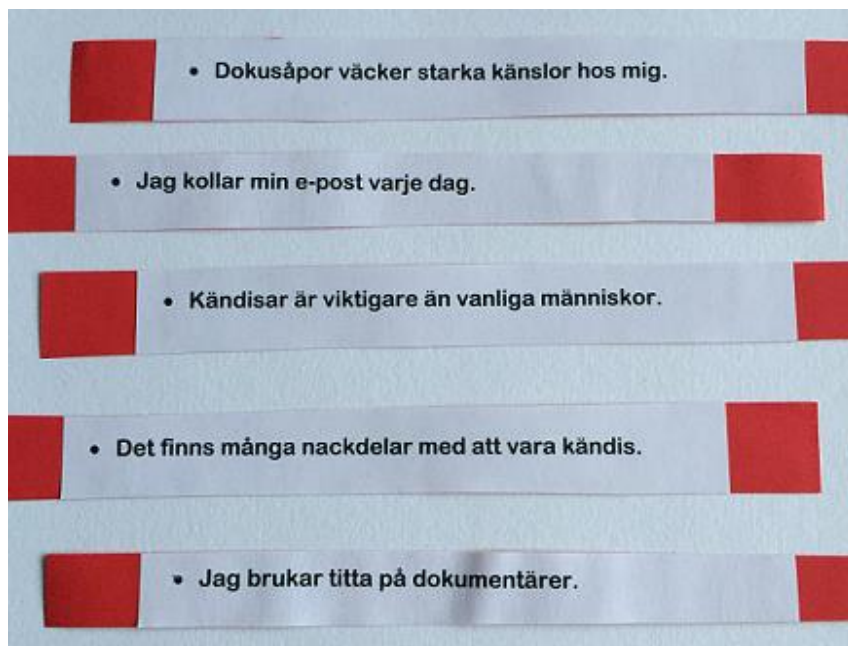 • Dokusåpor väcker starka känslor hos mig.
• Jag kollar min e-post varje dag.
• Kändisar är viktigare än vanliga människor.
• Det finns många nackdelar med att vara kändis.
• Jag brukar titta på dokumentärer.